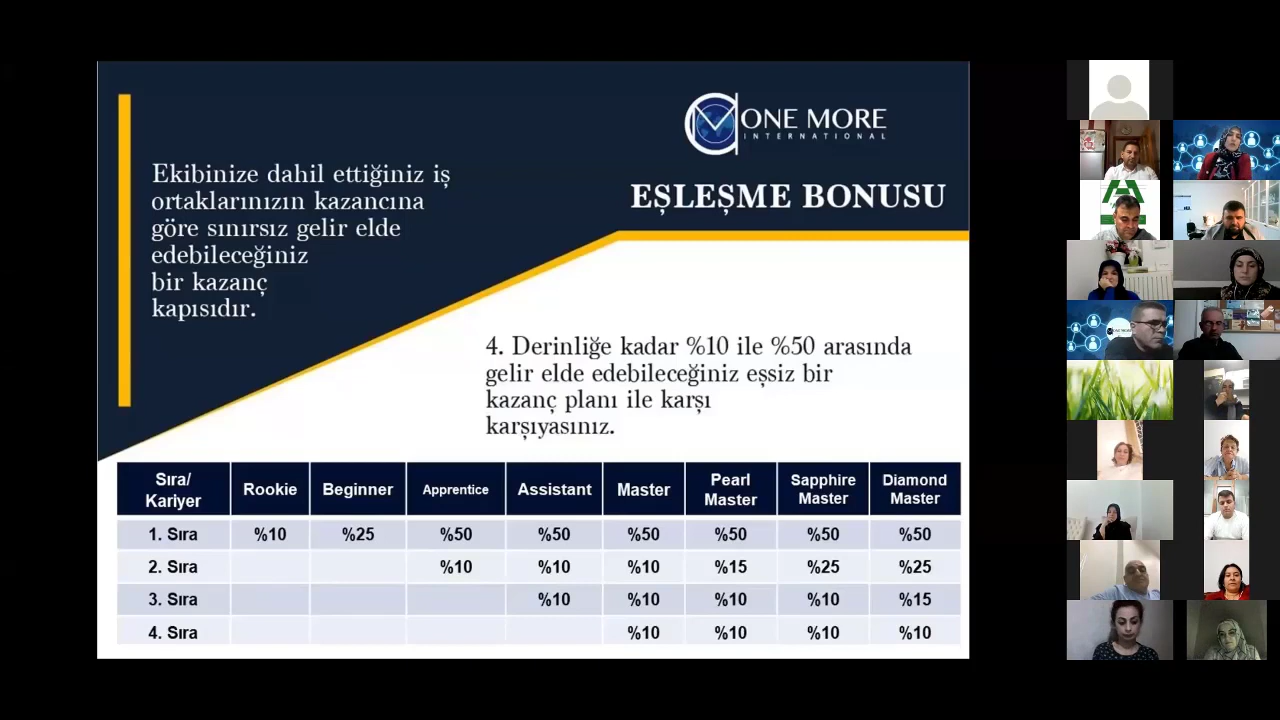 ONE MORE
INTERNATIONAL
EŞLEŞME BONUSU
Ekibinize dahil ettiğiniz iş
ortaklarınızın kazancına
göre sınırsız gelir elde
edebileceğiniz
bir kazanç
kapısıdır.
4. Derinliğe kadar %10 ile %50 arasında
gelir elde edebileceğiniz eşsiz bir
kazanç planı ile karşı
karşıyasınız.
Sıra/ Kariyer Rookie Beginner Apprentice Assistant Master Pearl Master Sapphire Master Diamond Master
1. Sıra %10 %25 %50 %50 %50 %50 %50 %50
2. Sıra %10 %10 %10 %15 %25 %25
3. Sıra %10 %10 %10 %10 %15
4. Sıra %10 %10 %10 %10